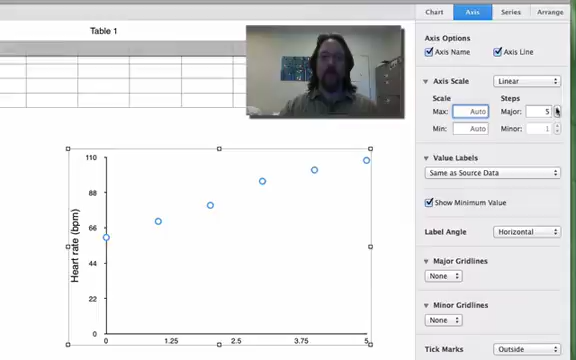 Chart Axis Series Arrange
Table 1
Axis Options
Axis Name Axis Line
Axis Scale Linear
Scale Steps
Max: Auto Major: 5
Min: Auto Minor: 1
Value Labels
Same as Source Data
Show Minimum Value
Label Angle Horizontal
Major Gridlines
None
Minor Gridlines
None
Tick Marks Outside
Heart rate (bpm)
110
88
66
44
22
0
0 1.25 2.5 3.75 5